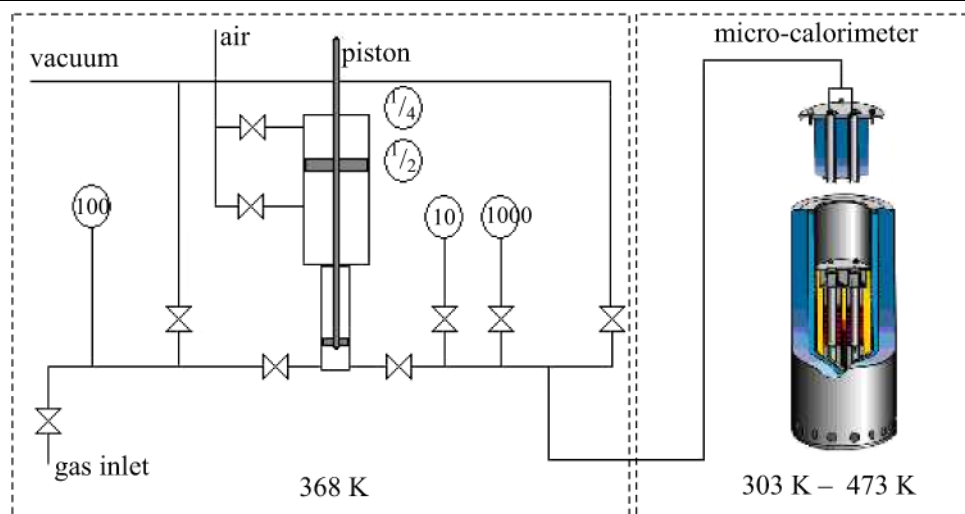 air
micro-calorimeter
vacuum
piston
1/4
1/2
100
10
1000
gas inlet
368 K
303 K – 473 K